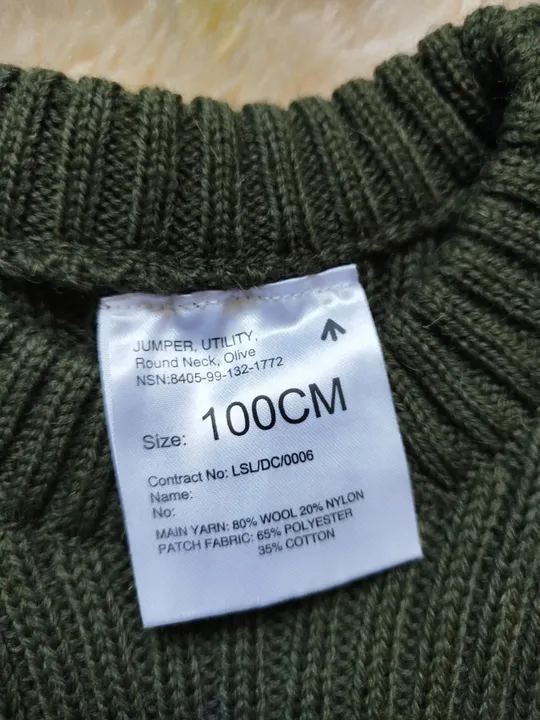 JUMPER, UTILITY,
Round Neck, Olive
NSN:8405-99-132-1772
Size: 100CM
Contract No: LSL/DC/0006
Name:
No:
MAIN YARN: 80% WOOL 20% NYLON
PATCH FABRIC: 65% POLYESTER
35% COTTON